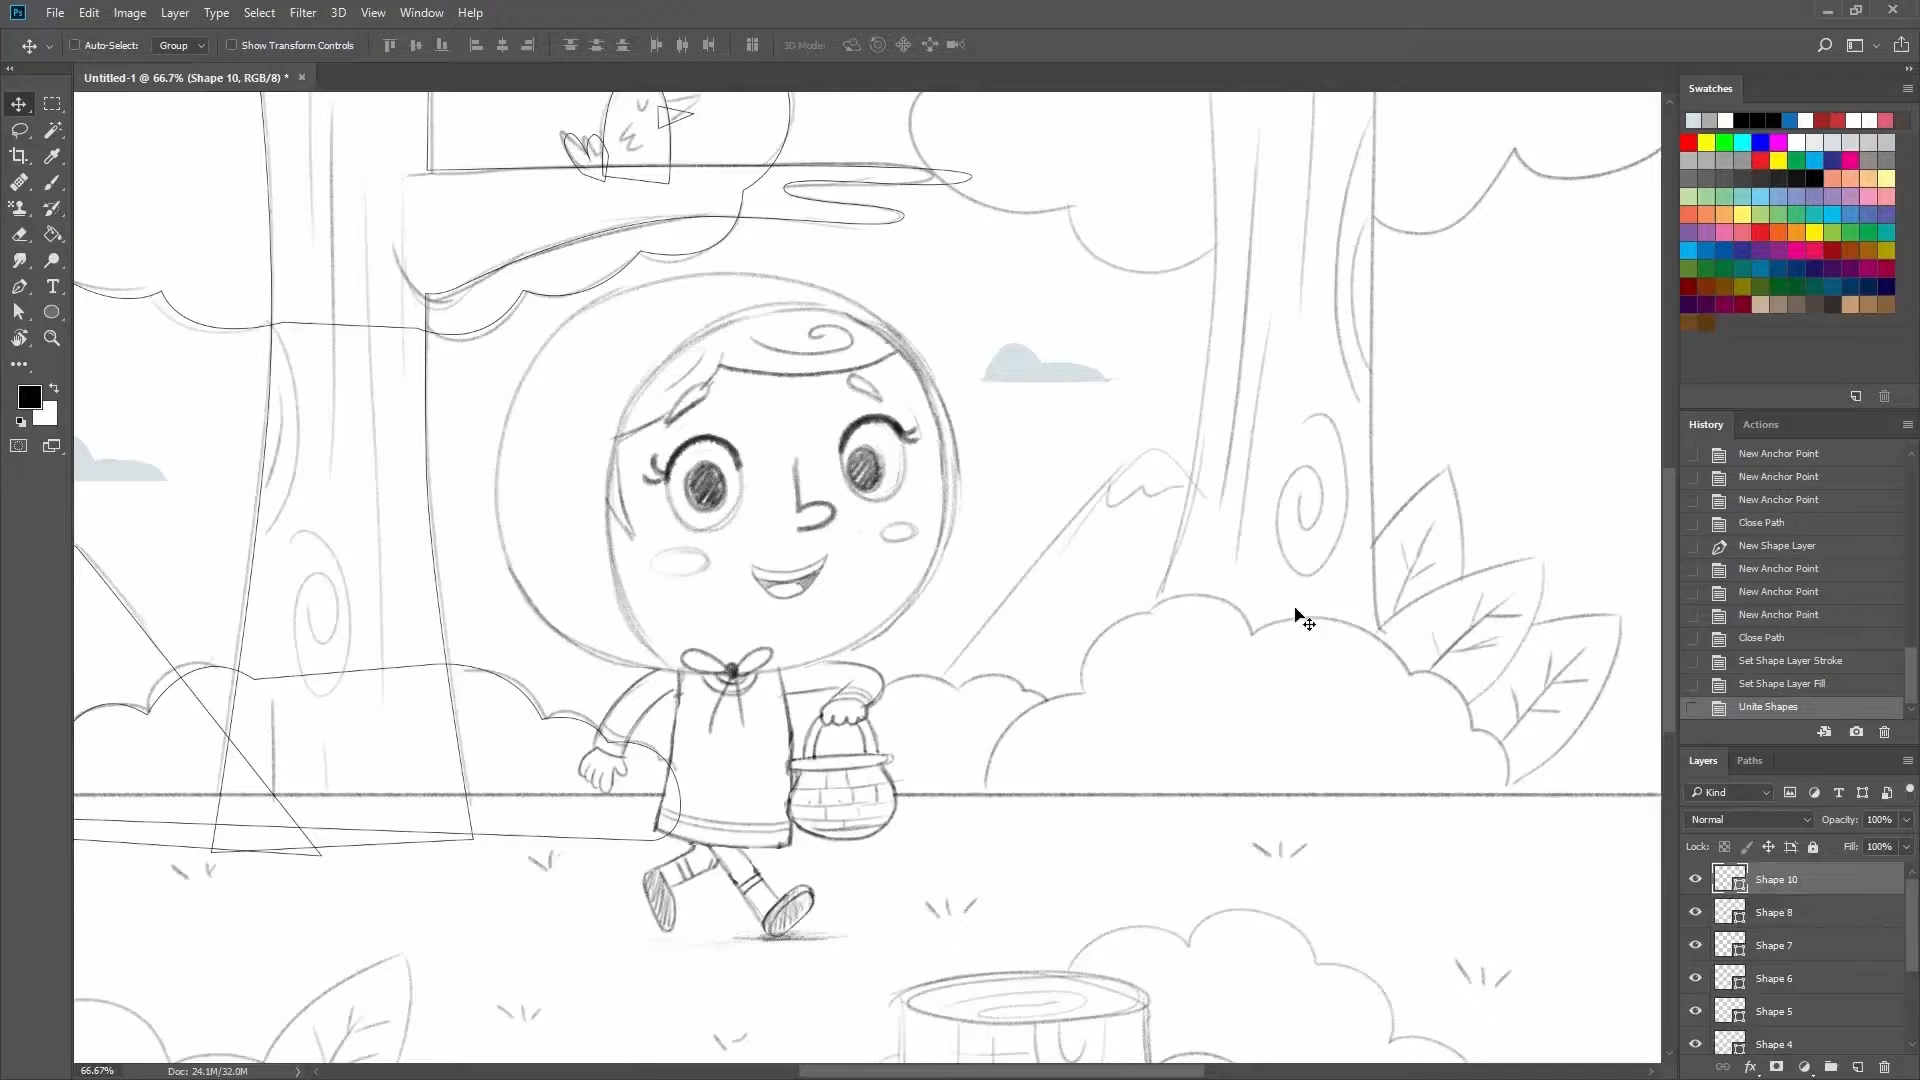 Ps File Edit Image Layer Type Select Filter 3D View Window Help
Auto-Select: Group Show Transform Controls 3D Mode:
Untitled-1 @ 66.7% (Shape 10, RGB/8) * ×
Swatches
History Actions
New Anchor Point
New Anchor Point
New Anchor Point
Close Path
New Shape Layer
New Anchor Point
New Anchor Point
New Anchor Point
Close Path
Set Shape Layer Stroke
Set Shape Layer Fill
Unite Shapes
Layers Paths
Kind
Normal Opacity: 100%
Lock: Fill: 100%
Shape 10
Shape 8
Shape 7
Shape 6
Shape 5
Shape 4
66.67% Doc: 24.1M/32.0M